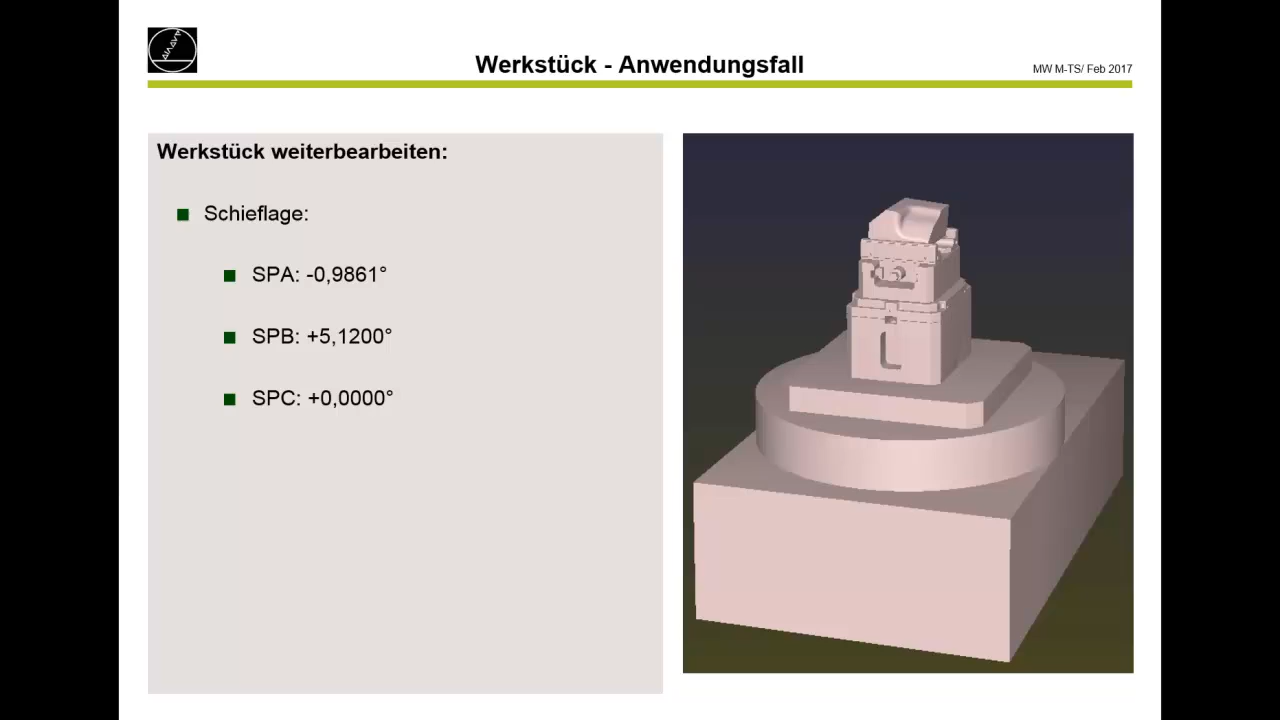 Werkstück - Anwendungsfall
MW M-TS/ Feb 2017
Werkstück weiterbearbeiten:
Schieflage:
SPA: -0,9861°
SPB: +5,1200°
SPC: +0,0000°